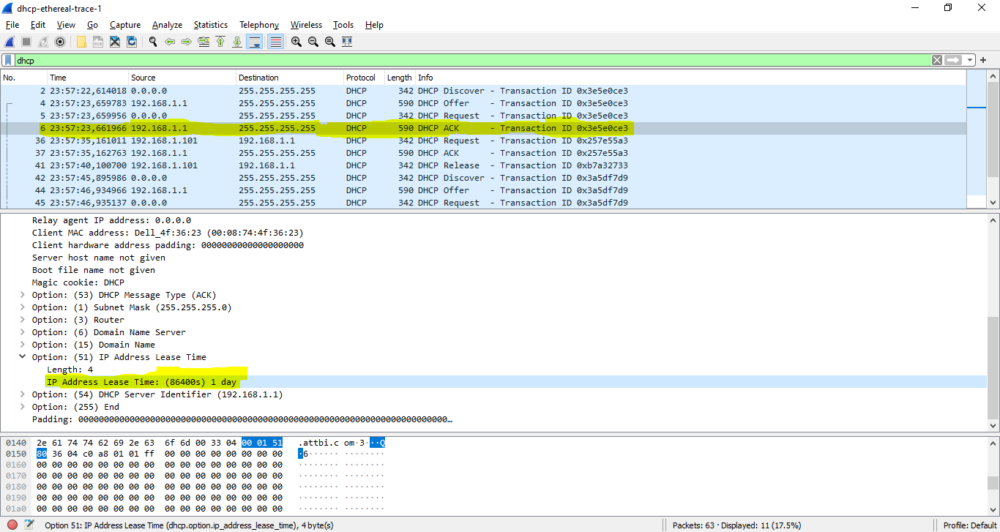 dhcp-ethereal-trace-1
File Edit View Go Capture Analyze Statistics Telephony Wireless Tools Help
dhcp
No. Time Source Destination Protocol Length Info
2 23:57:22,614018 0.0.0.0 255.255.255.255 DHCP 342 DHCP Discover - Transaction ID 0x3e5e0ce3
4 23:57:23,659783 192.168.1.1 255.255.255.255 DHCP 590 DHCP Offer - Transaction ID 0x3e5e0ce3
5 23:57:23,659956 0.0.0.0 255.255.255.255 DHCP 342 DHCP Request - Transaction ID 0x3e5e0ce3
6 23:57:23,661966 192.168.1.1 255.255.255.255 DHCP 590 DHCP ACK - Transaction ID 0x3e5e0ce3
36 23:57:35,161011 192.168.1.101 192.168.1.1 DHCP 342 DHCP Request - Transaction ID 0x257e55a3
37 23:57:35,162763 192.168.1.1 255.255.255.255 DHCP 590 DHCP ACK - Transaction ID 0x257e55a3
41 23:57:40,100700 192.168.1.101 192.168.1.1 DHCP 342 DHCP Release - Transaction ID 0xb7a32733
42 23:57:45,895986 0.0.0.0 255.255.255.255 DHCP 342 DHCP Discover - Transaction ID 0x3a5df7d9
44 23:57:46,934966 192.168.1.1 255.255.255.255 DHCP 590 DHCP Offer - Transaction ID 0x3a5df7d9
45 23:57:46,935137 0.0.0.0 255.255.255.255 DHCP 342 DHCP Request - Transaction ID 0x3a5df7d9
Relay agent IP address: 0.0.0.0
Client MAC address: Dell_4f:36:23 (00:08:74:4f:36:23)
Client hardware address padding: 00000000000000000000
Server host name not given
Boot file name not given
Magic cookie: DHCP
Option: (53) DHCP Message Type (ACK)
Option: (1) Subnet Mask (255.255.255.0)
Option: (3) Router
Option: (6) Domain Name Server
Option: (15) Domain Name
Option: (51) IP Address Lease Time
Length: 4
IP Address Lease Time: (86400s) 1 day
Option: (54) DHCP Server Identifier (192.168.1.1)
Option: (255) End
Padding: 000000000000000000000000000000000000000000000000000000000000000000000000…
0140 2e 61 74 74 62 69 2e 63 6f 6d 00 33 04 00 01 51 .attbi.c om·3···Q
0150 80 36 04 c0 a8 01 01 ff 00 00 00 00 00 00 00 00 ·6······ ········
0160 00 00 00 00 00 00 00 00 00 00 00 00 00 00 00 00 ········ ········
0170 00 00 00 00 00 00 00 00 00 00 00 00 00 00 00 00 ········ ········
0180 00 00 00 00 00 00 00 00 00 00 00 00 00 00 00 00 ········ ········
0190 00 00 00 00 00 00 00 00 00 00 00 00 00 00 00 00 ········ ········
01a0 00 00 00 00 00 00 00 00 00 00 00 00 00 00 00 00 ········ ········
Option 51: IP Address Lease Time (dhcp.option.ip_address_lease_time), 4 byte(s) Packets: 63 · Displayed: 11 (17.5%) Profile: Default